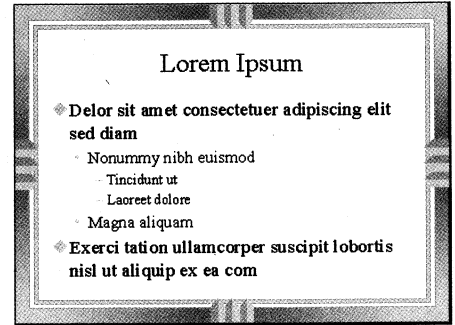 Lorem Ipsum
Delor sit amet consectetuer adipiscing elit
sed diam
Nonummy nibh euismod
Tincidunt ut
Laoreet dolore
Magna aliquam
Exerci tation ullamcorper suscipit lobortis
nisl ut aliquip ex ea com